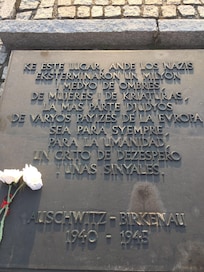 KE ESTE LUGAR, ANDE LOS NAZIS
EKSTERMINARON UN MILYON
I MEDYO DE OMBRES,
DE MUJERES I DE KRIATURAS,
LA MAS PARTE DJUDYOS
DE VARYOS PAYIZES DE LA EVROPA,
SEA PARA SYEMPRE,
PARA LA UMANIDAD,
UN GRITO DE DEZESPERO
I UNAS SINYALES.
AUSCHWITZ - BIRKENAU
1940 - 1945